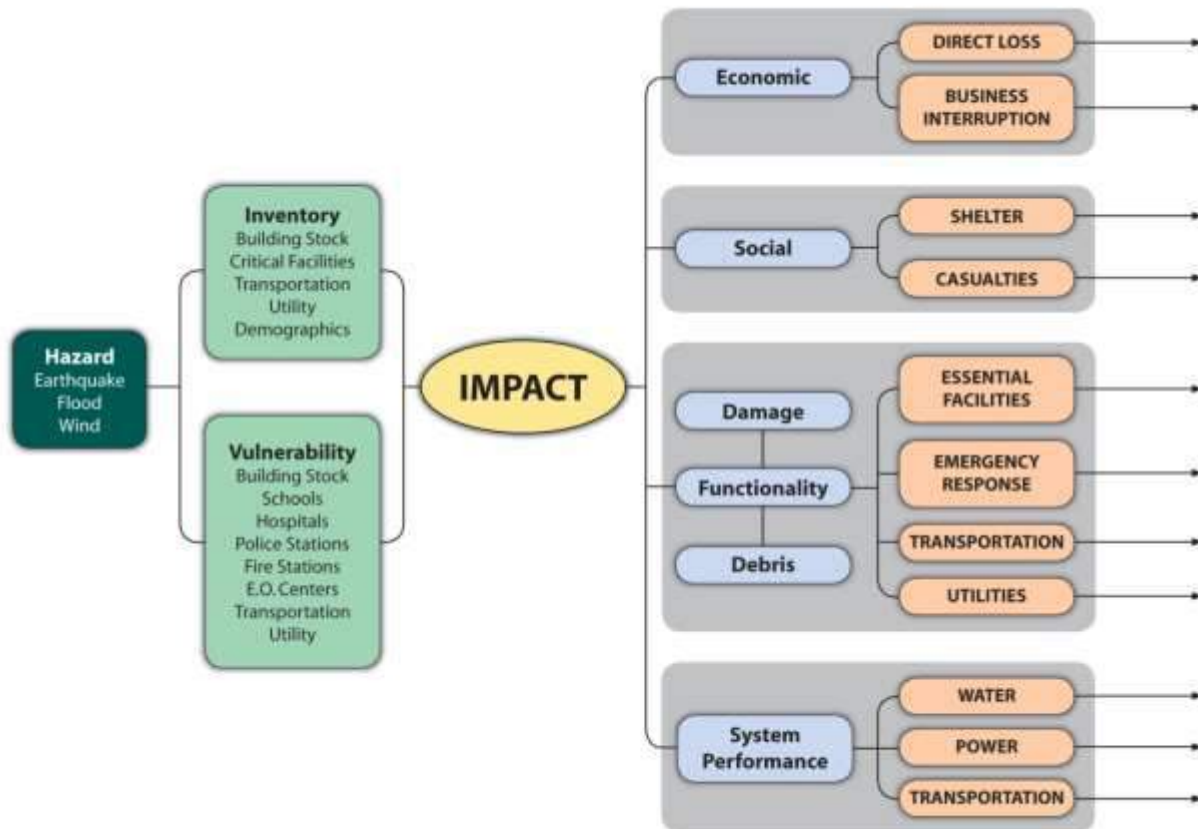 Hazard
Earthquake
Flood
Wind
Inventory
Building Stock
Critical Facilities
Transportation
Utility
Demographics
Vulnerability
Building Stock
Schools
Hospitals
Police Stations
Fire Stations
E.O. Centers
Transportation
Utility
IMPACT
Economic
DIRECT LOSS
BUSINESS
INTERRUPTION
Social
SHELTER
CASUALTIES
Damage
Functionality
Debris
ESSENTIAL
FACILITIES
EMERGENCY
RESPONSE
TRANSPORTATION
UTILITIES
System
Performance
WATER
POWER
TRANSPORTATION